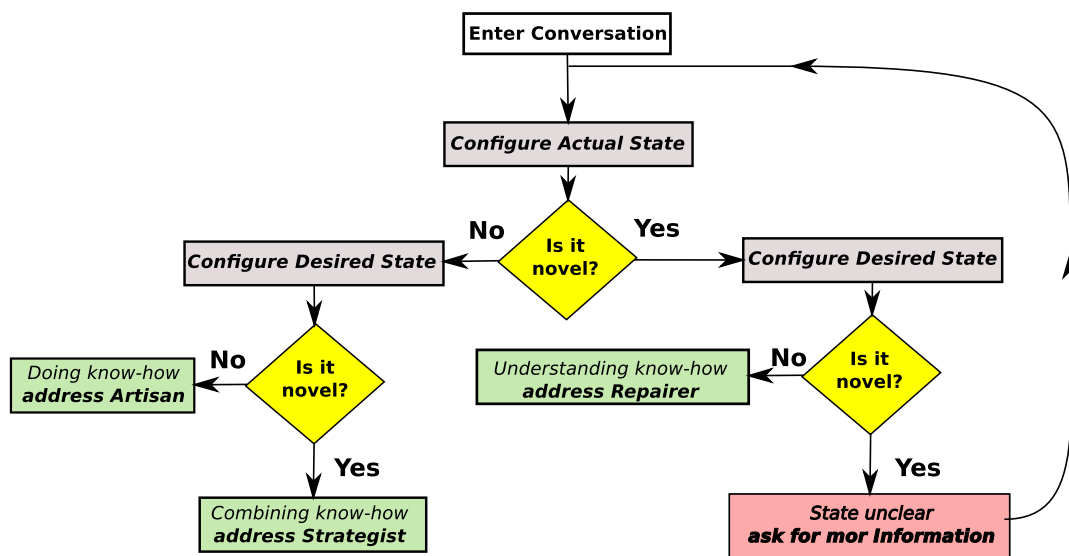 Enter Conversation
Configure Actual State
Is it
novel?
No
Yes
Configure Desired State
Configure Desired State
Is it
novel?
Is it
novel?
No
No
Doing know-how
address Artisan
Understanding know-how
address Repairer
Yes
Yes
Combining know-how
address Strategist
State unclear
ask for mor Information